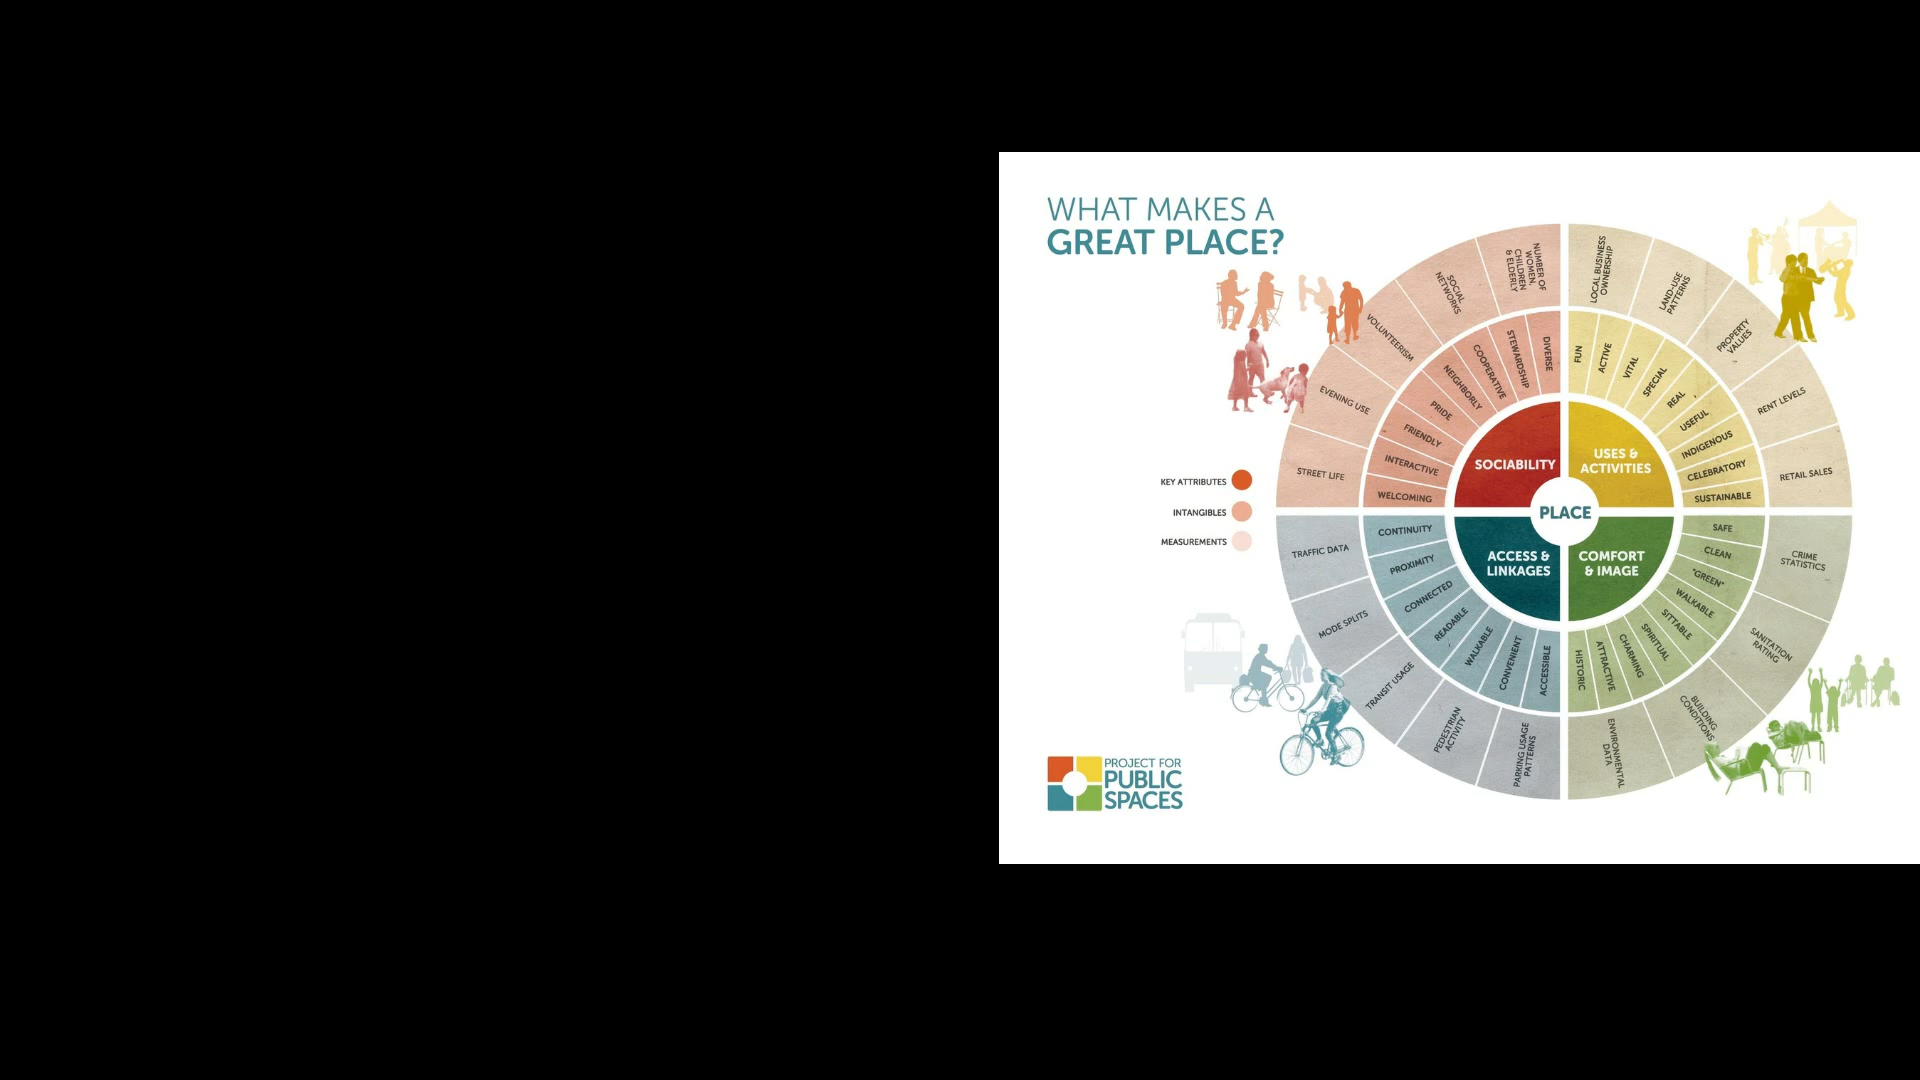 WHAT MAKES A
GREAT PLACE?
KEY ATTRIBUTES
INTANGIBLES
MEASUREMENTS
PLACE
SOCIABILITY
USES &
ACTIVITIES
ACCESS &
LINKAGES
COMFORT
& IMAGE
WELCOMING
INTERACTIVE
FRIENDLY
PRIDE
NEIGHBORLY
COOPERATIVE
STEWARDSHIP
DIVERSE
STREET LIFE
EVENING USE
VOLUNTEERISM
SOCIAL
NETWORKS
NUMBER OF
WOMEN,
CHILDREN
& ELDERLY
FUN
ACTIVE
VITAL
SPECIAL
REAL
USEFUL
INDIGENOUS
CELEBRATORY
SUSTAINABLE
LOCAL BUSINESS
OWNERSHIP
LAND-USE
PATTERNS
PROPERTY
VALUES
RENT LEVELS
RETAIL SALES
SAFE
CLEAN
"GREEN"
WALKABLE
SITTABLE
SPIRITUAL
CHARMING
ATTRACTIVE
HISTORIC
CRIME
STATISTICS
SANITATION
RATING
BUILDING
CONDITIONS
ENVIRONMENTAL
DATA
CONTINUITY
PROXIMITY
CONNECTED
READABLE
WALKABLE
CONVENIENT
ACCESSIBLE
TRAFFIC DATA
MODE SPLITS
TRANSIT USAGE
PEDESTRIAN
ACTIVITY
PARKING USAGE
PATTERNS
PROJECT FOR
PUBLIC
SPACES